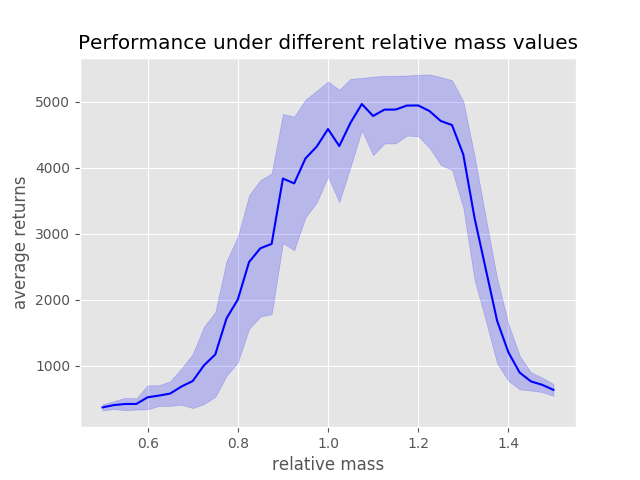 Performance under different relative mass values
average returns
5000
4000
3000
2000
1000
0.6 0.8 1.0 1.2 1.4
relative mass